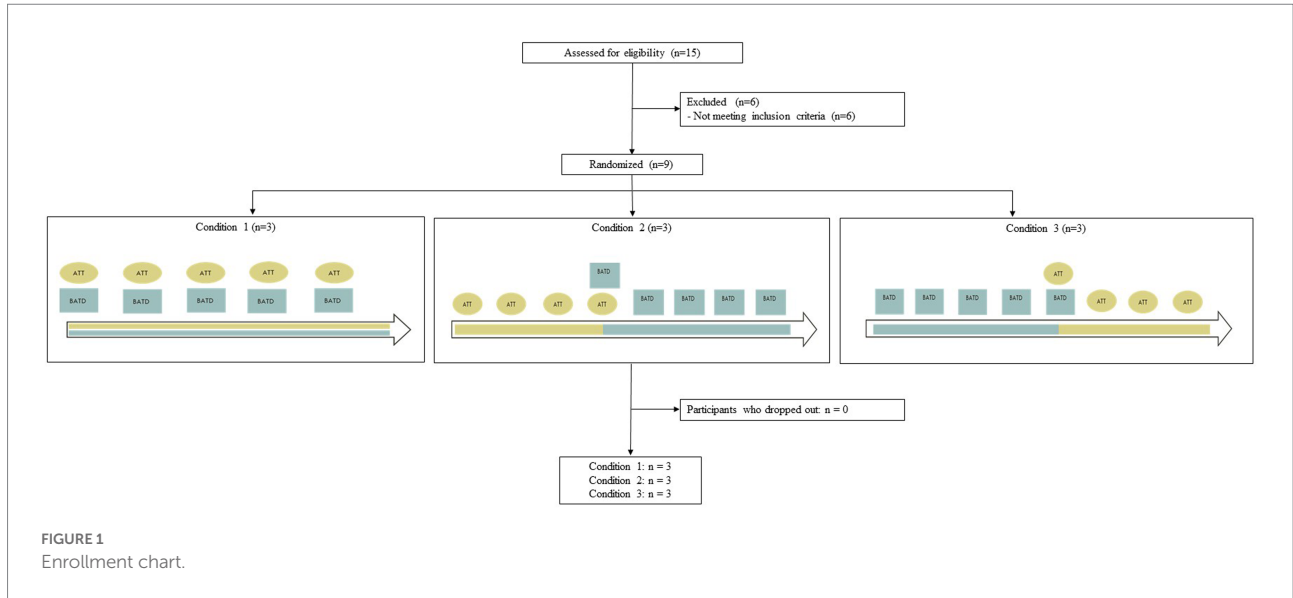 Assessed for eligibility (n=15)
Excluded (n=6)
- Not meeting inclusion criteria (n=6)
Randomized (n=9)
Condition 1 (n=3)
ATT ATT ATT ATT ATT
BATD BATD BATD BATD BATD
Condition 2 (n=3)
BATD
ATT ATT ATT ATT BATD BATD BATD BATD
Condition 3 (n=3)
ATT
BATD BATD BATD BATD BATD ATT ATT ATT
Participants who dropped out: n = 0
Condition 1: n = 3
Condition 2: n = 3
Condition 3: n = 3
FIGURE 1
Enrollment chart.